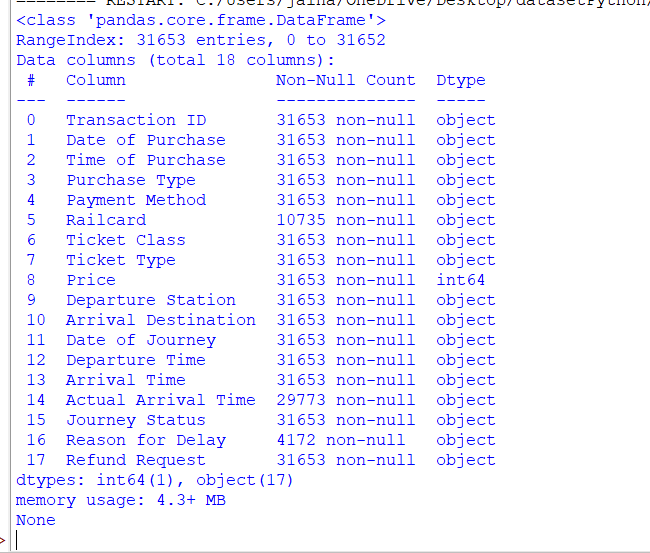 ======== RESTART: C:/Users/jaina/OneDrive/Desktop/datasetPython/
<class 'pandas.core.frame.DataFrame'>
RangeIndex: 31653 entries, 0 to 31652
Data columns (total 18 columns):
 #   Column               Non-Null Count  Dtype
---  ------               --------------  -----
 0   Transaction ID       31653 non-null  object
 1   Date of Purchase     31653 non-null  object
 2   Time of Purchase     31653 non-null  object
 3   Purchase Type        31653 non-null  object
 4   Payment Method       31653 non-null  object
 5   Railcard             10735 non-null  object
 6   Ticket Class         31653 non-null  object
 7   Ticket Type          31653 non-null  object
 8   Price                31653 non-null  int64
 9   Departure Station    31653 non-null  object
 10  Arrival Destination  31653 non-null  object
 11  Date of Journey      31653 non-null  object
 12  Departure Time       31653 non-null  object
 13  Arrival Time         31653 non-null  object
 14  Actual Arrival Time  29773 non-null  object
 15  Journey Status       31653 non-null  object
 16  Reason for Delay     4172 non-null   object
 17  Refund Request       31653 non-null  object
dtypes: int64(1), object(17)
memory usage: 4.3+ MB
None
>